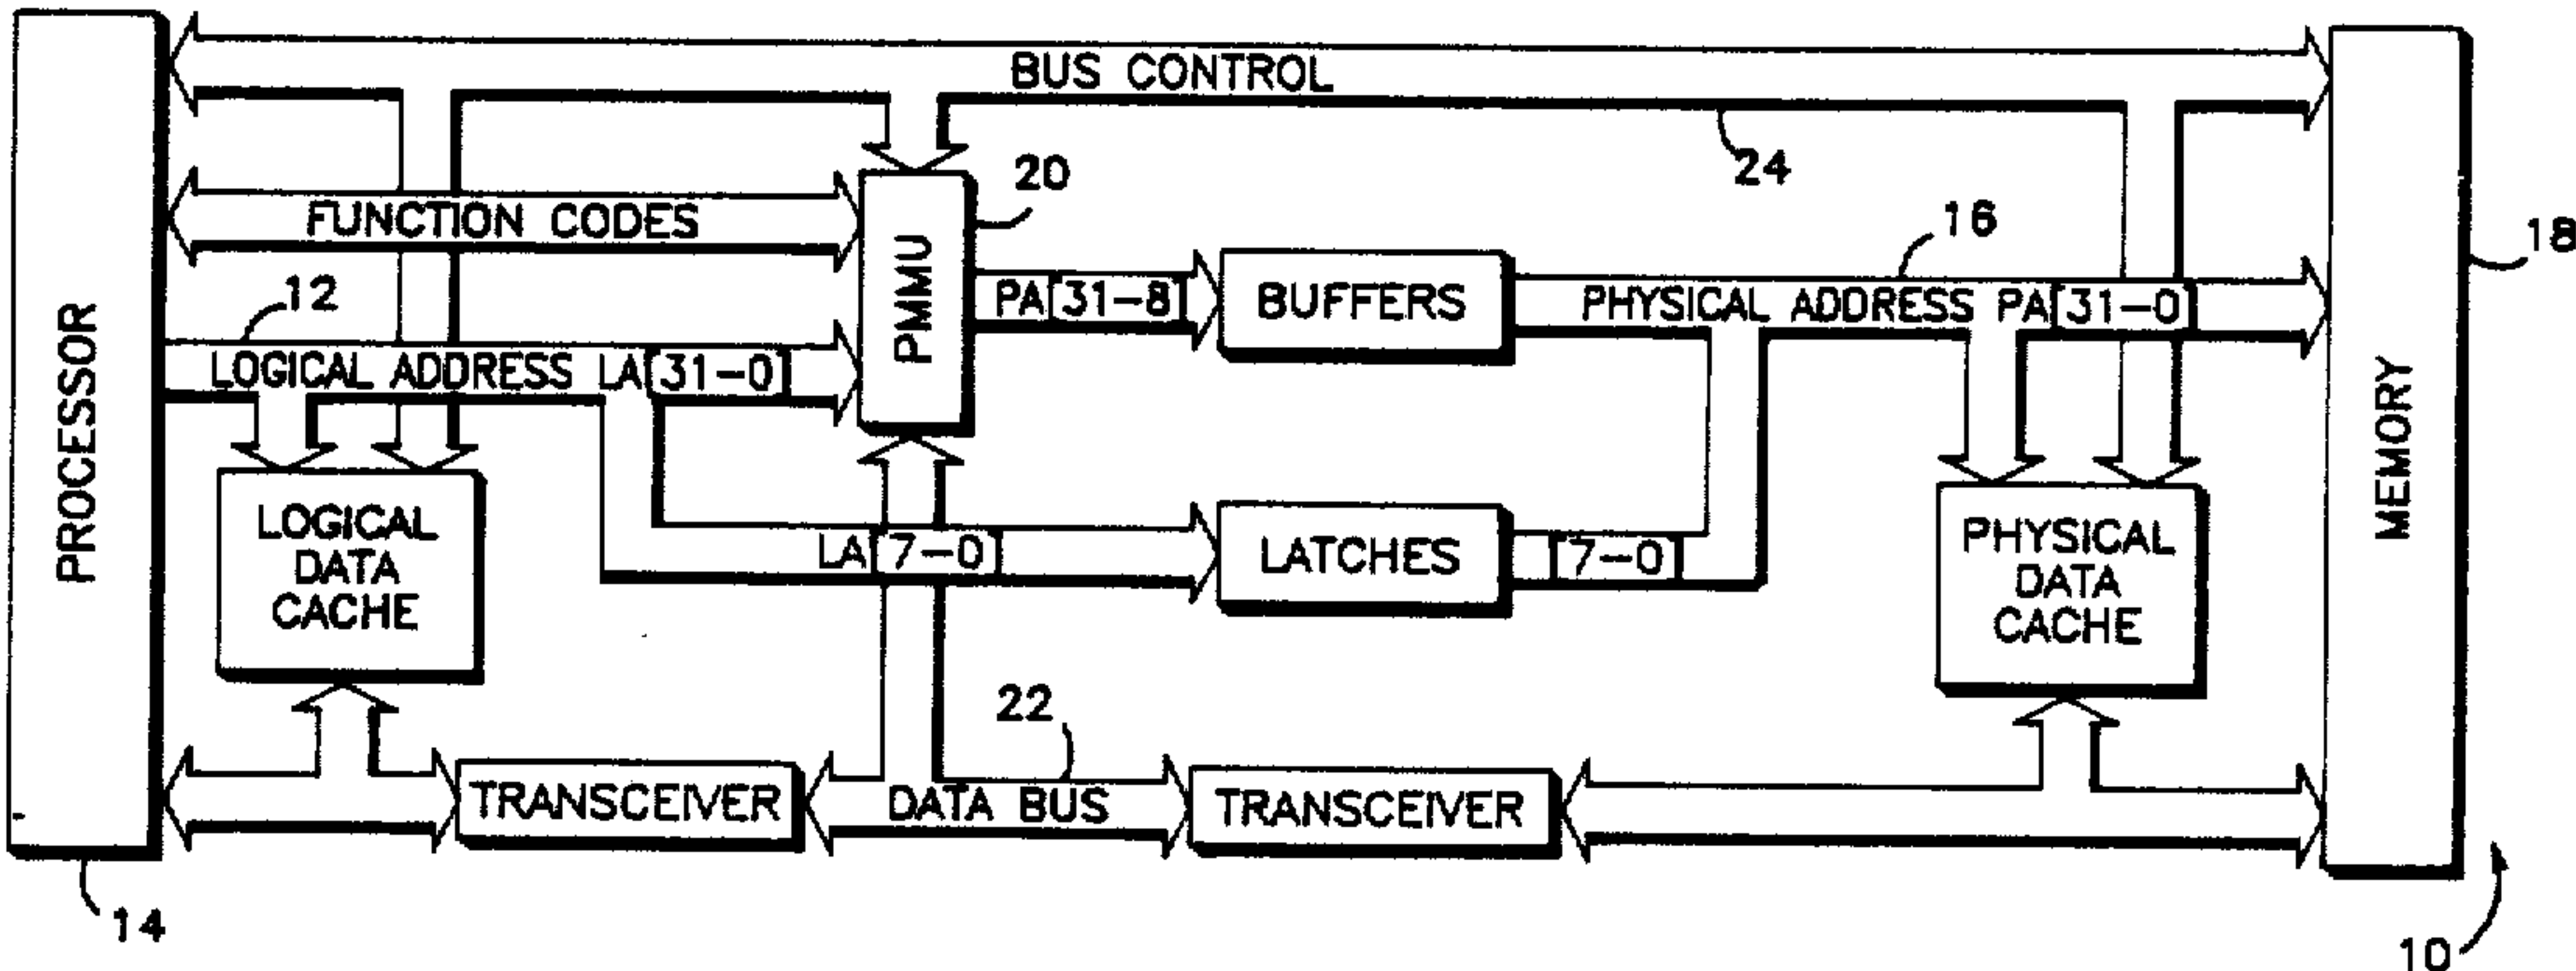 BUS CONTROL
24
20
FUNCTION CODES
16
18
12
PMMU
PA[31-8]
BUFFERS
PHYSICAL ADDRESS PA[31-0]
PROCESSOR
LOGICAL ADDRESS LA[31-0]
MEMORY
LOGICAL
DATA
CACHE
LA[7-0]
LATCHES
[7-0]
PHYSICAL
DATA
CACHE
22
TRANSCEIVER
DATA BUS
TRANSCEIVER
14
10